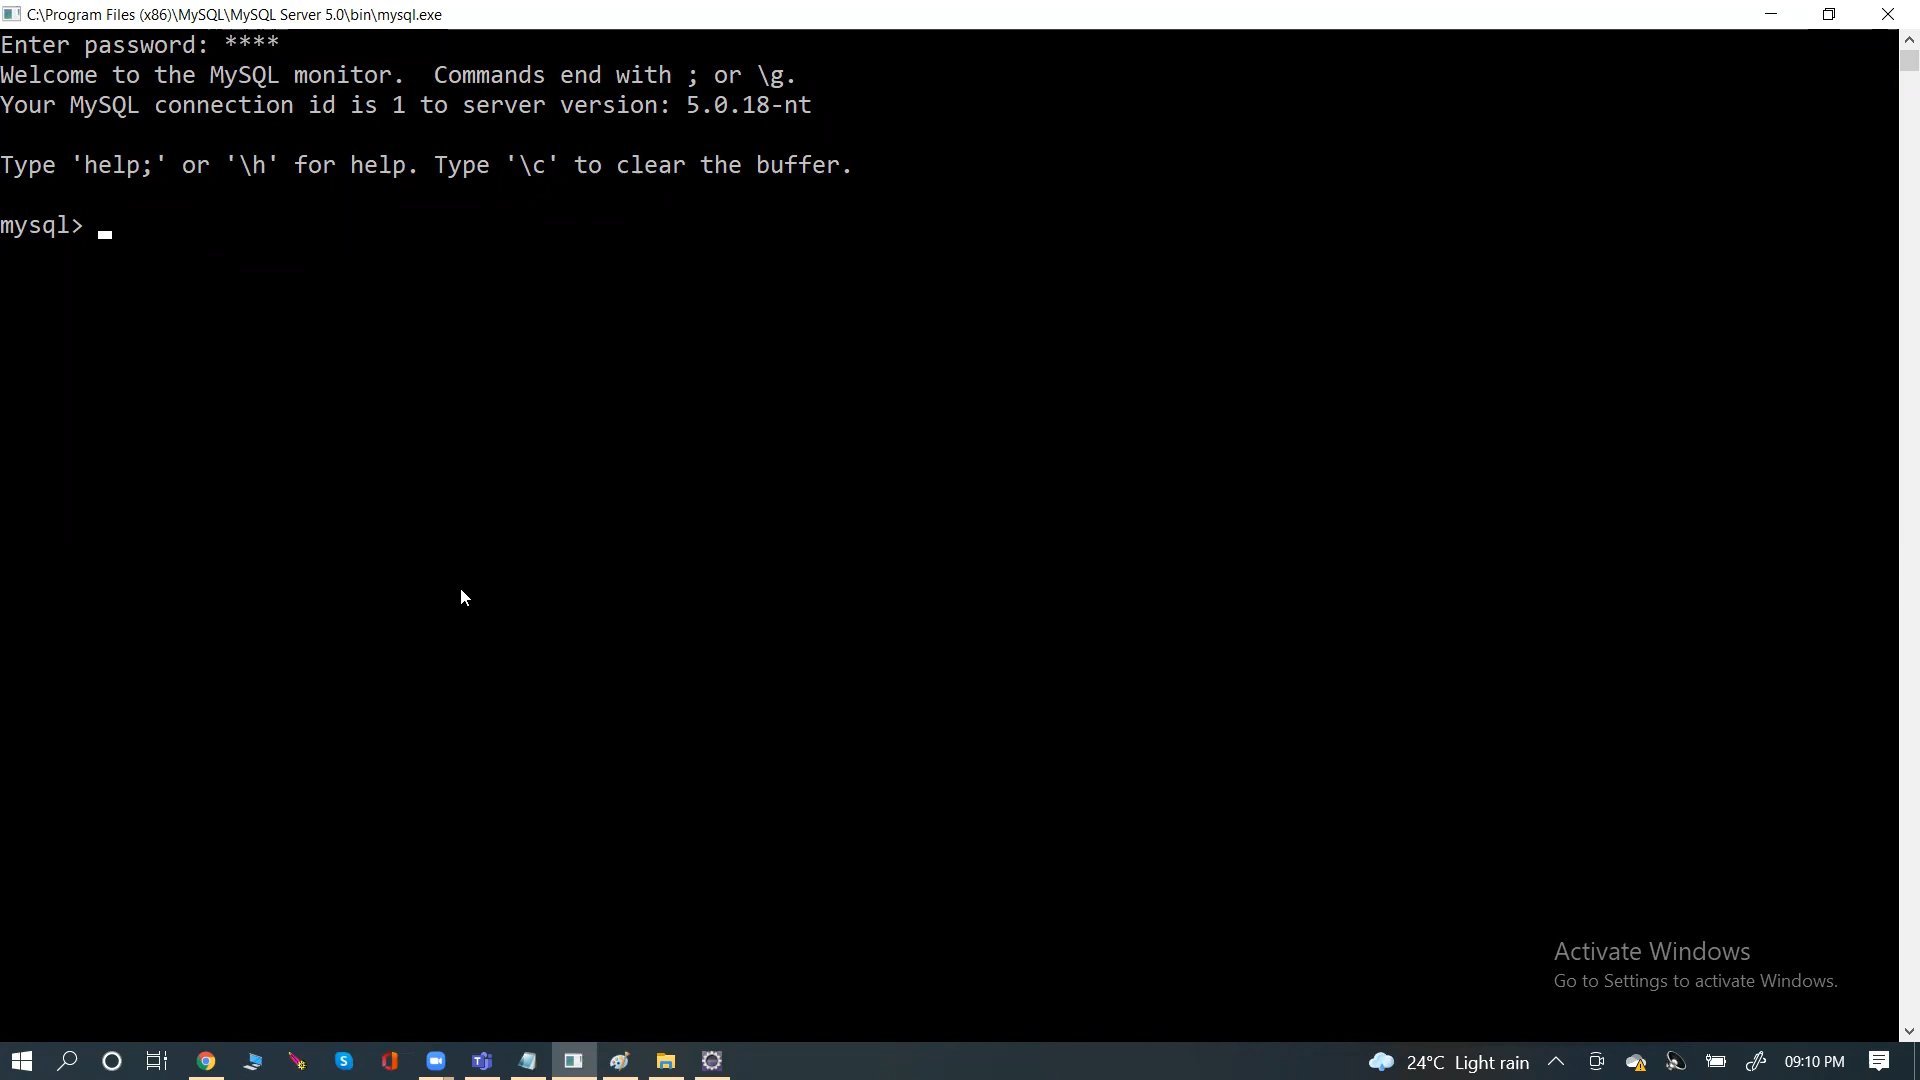 C:\Program Files (x86)\MySQL\MySQL Server 5.0\bin\mysql.exe
Enter password: ****
Welcome to the MySQL monitor.  Commands end with ; or \g.
Your MySQL connection id is 1 to server version: 5.0.18-nt
Type 'help;' or '\h' for help. Type '\c' to clear the buffer.
mysql>
Activate Windows
Go to Settings to activate Windows.
24°C Light rain
09:10 PM